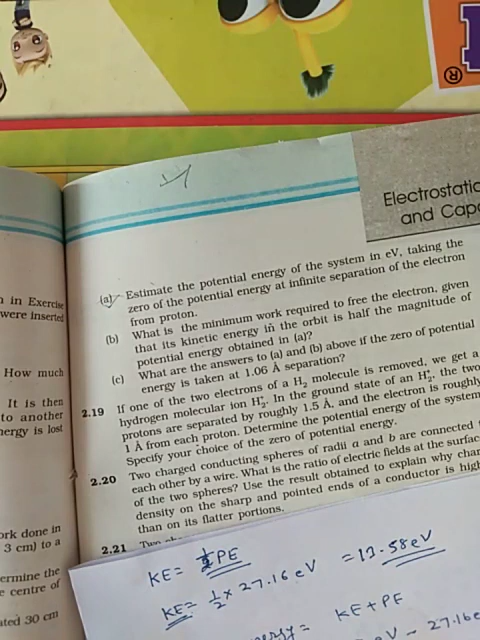 ®
Electrostatic
and Capa
(a) Estimate the potential energy of the system in eV, taking the
zero of the potential energy at infinite separation of the electron
from proton.
(b) What is the minimum work required to free the electron, given
that its kinetic energy in the orbit is half the magnitude of
potential energy obtained in (a)?
(c) What are the answers to (a) and (b) above if the zero of potential
energy is taken at 1.06 Å separation?
2.19 If one of the two electrons of a H₂ molecule is removed, we get a
hydrogen molecular ion H₂⁺. In the ground state of an H₂⁺, the two
protons are separated by roughly 1.5 Å, and the electron is roughly
1 Å from each proton. Determine the potential energy of the system
Specify your choice of the zero of potential energy.
2.20 Two charged conducting spheres of radii a and b are connected
each other by a wire. What is the ratio of electric fields at the surfac
of the two spheres? Use the result obtained to explain why char
density on the sharp and pointed ends of a conductor is high
than on its flatter portions.
2.21 Two
in Exercise
were inserted
How much
It is then
to another
nergy is lost
ork done in
3 cm) to a
ermine the
e centre of
ated 30 cm
KE = ½ PE
KE = ½ × 27.16 eV = 13.58 eV
ergy = KE + PE
eV - 27.16 e